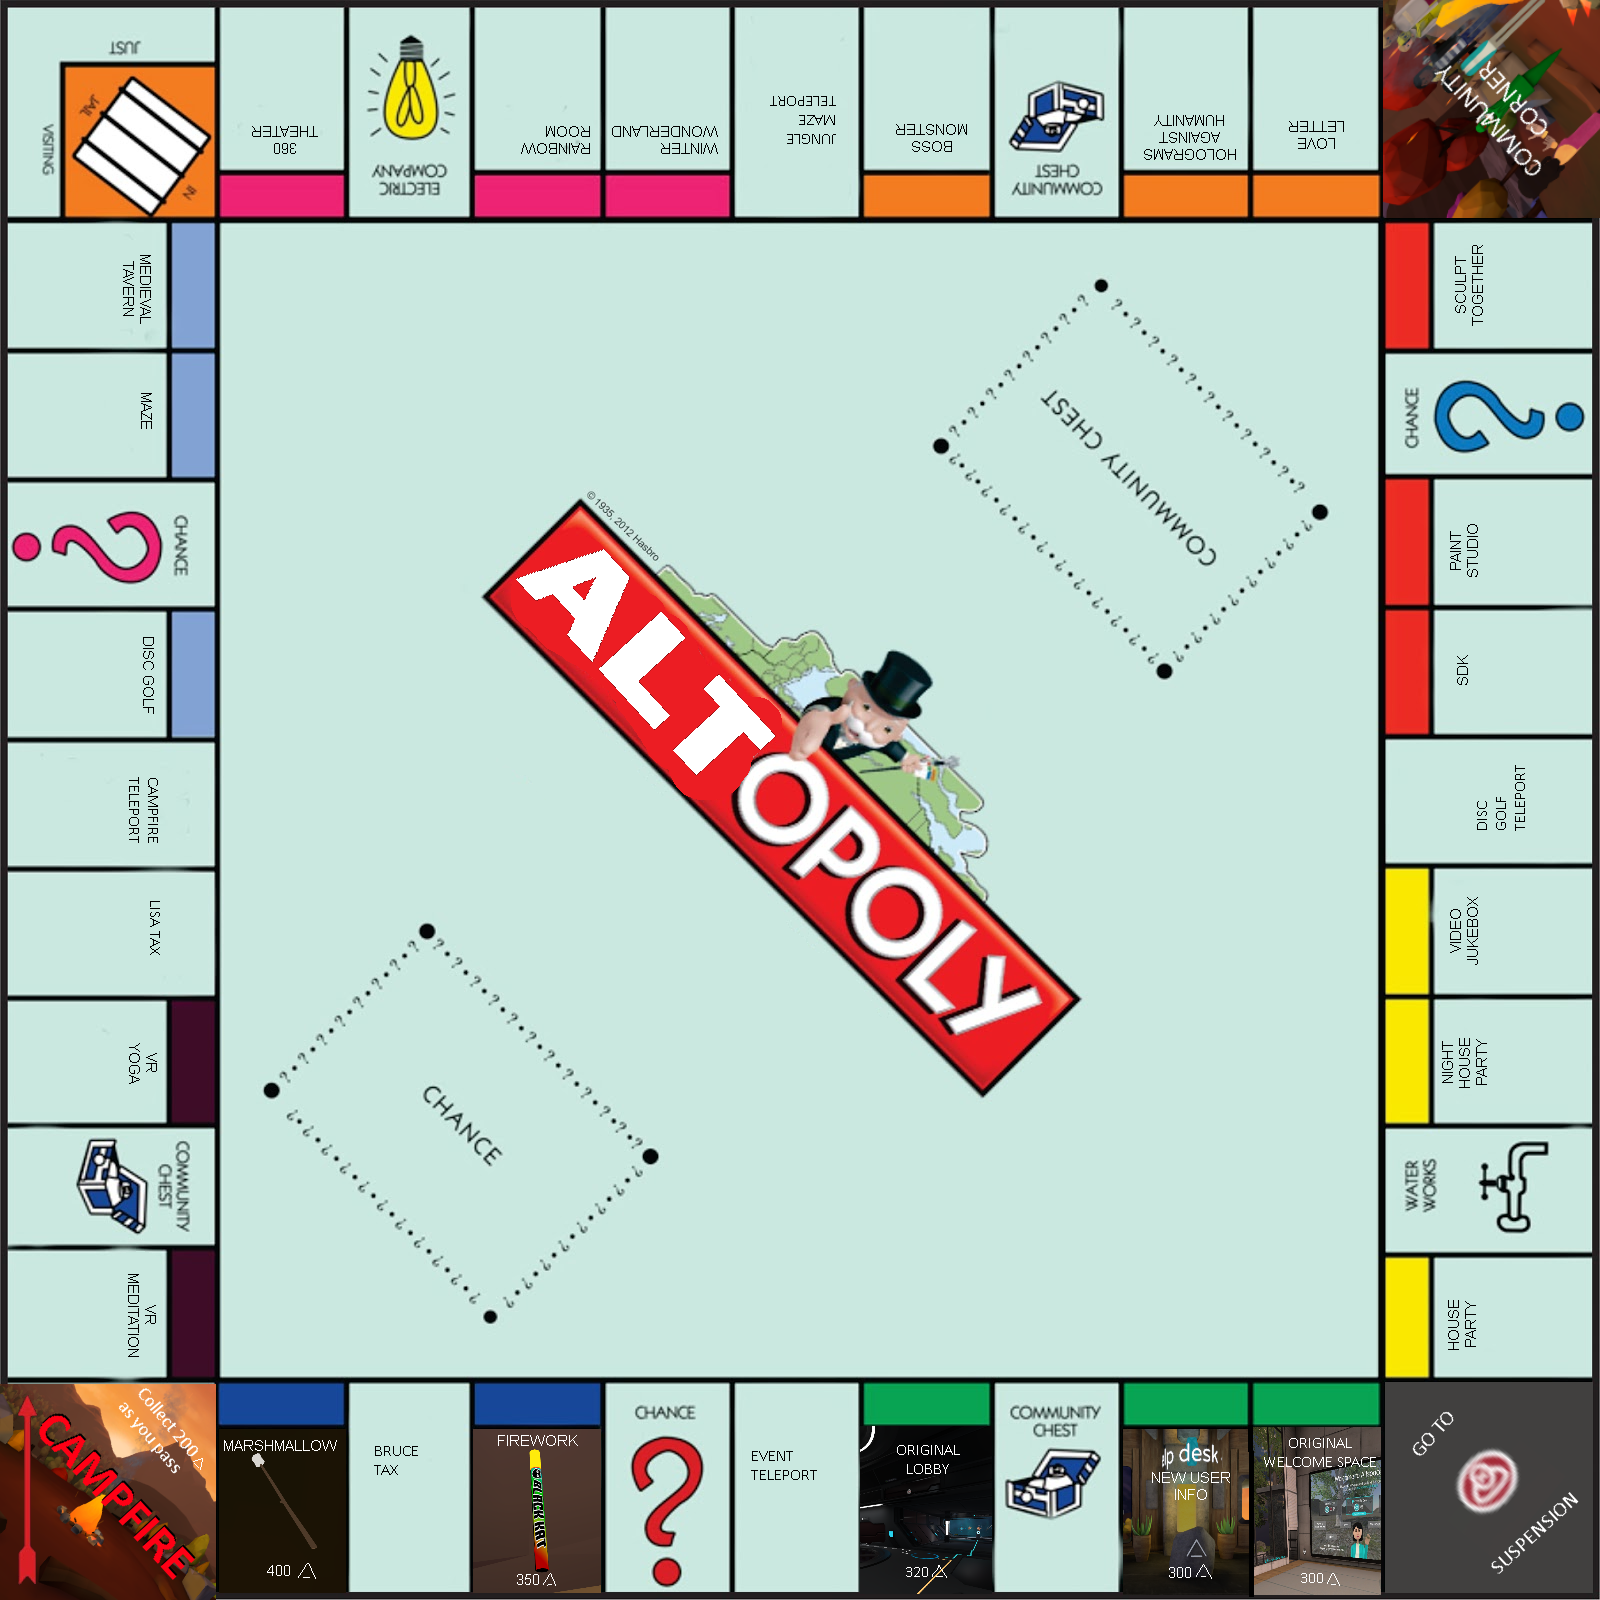 JUST
VISITING
IN
JAIL
360
THEATER
ELECTRIC
COMPANY
RAINBOW
ROOM
WINTER
WONDERLAND
JUNGLE
MAZE
TELEPORT
BOSS
MONSTER
COMMUNITY
CHEST
HOLOGRAMS
AGAINST
HUMANITY
LOVE
LETTER
COMMUNITY
CORNER
MEDIEVAL
TAVERN
MAZE
CHANCE
DISC GOLF
CAMPFIRE
TELEPORT
LISA TAX
VR
YOGA
COMMUNITY
CHEST
VR
MEDITATION
SCULPT
TOGETHER
CHANCE
PAINT
STUDIO
SDK
DISC
GOLF
TELEPORT
VIDEO
JUKEBOX
NIGHT
HOUSE
PARTY
WATER
WORKS
HOUSE
PARTY
COMMUNITY CHEST
© 1935, 2012 Hasbro
ALTOPOLY
CHANCE
Collect 200△
as you pass
CAMPFIRE
MARSHMALLOW
400 △
BRUCE
TAX
FIREWORK
BLACK KAT
350△
CHANCE
EVENT
TELEPORT
ORIGINAL
LOBBY
320△
COMMUNITY
CHEST
lp desk
NEW USER
INFO
300△
ORIGINAL
WELCOME SPACE
300△
GO TO
SUSPENSION